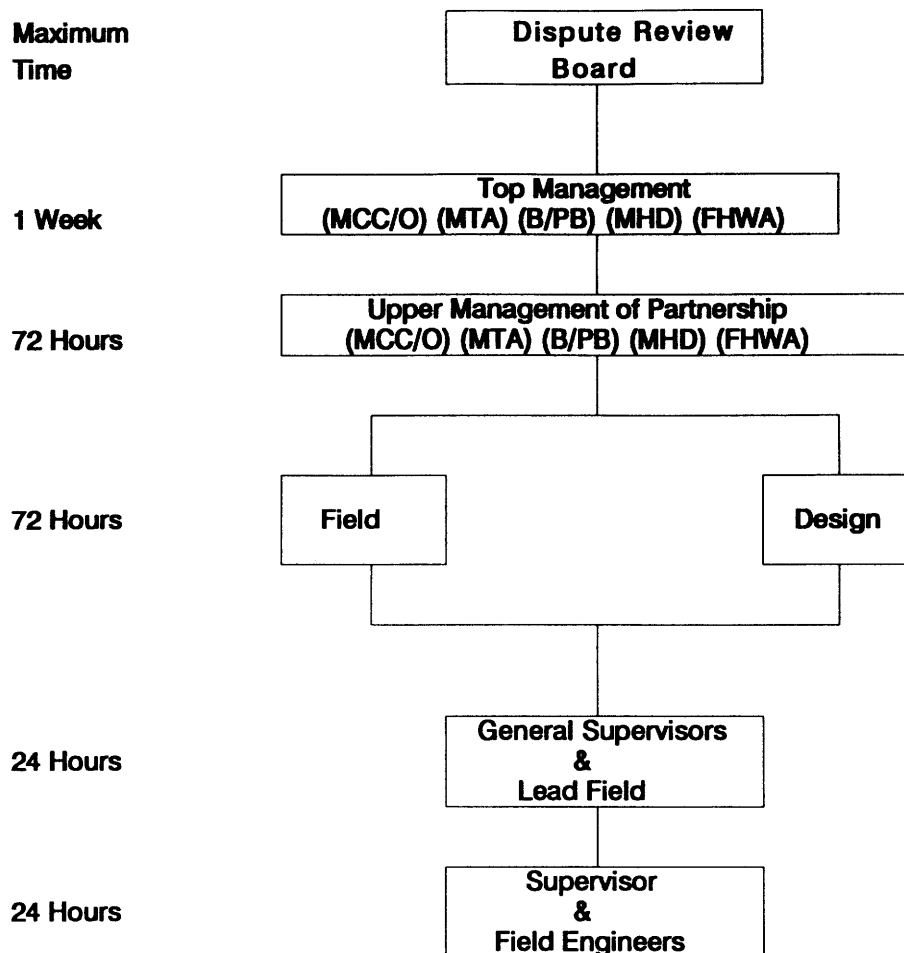 Maximum
Time
Dispute Review
Board
1 Week
Top Management
(MCC/O) (MTA) (B/PB) (MHD) (FHWA)
72 Hours
Upper Management of Partnership
(MCC/O) (MTA) (B/PB) (MHD) (FHWA)
72 Hours
Field
Design
24 Hours
General Supervisors
&
Lead Field
24 Hours
Supervisor
&
Field Engineers